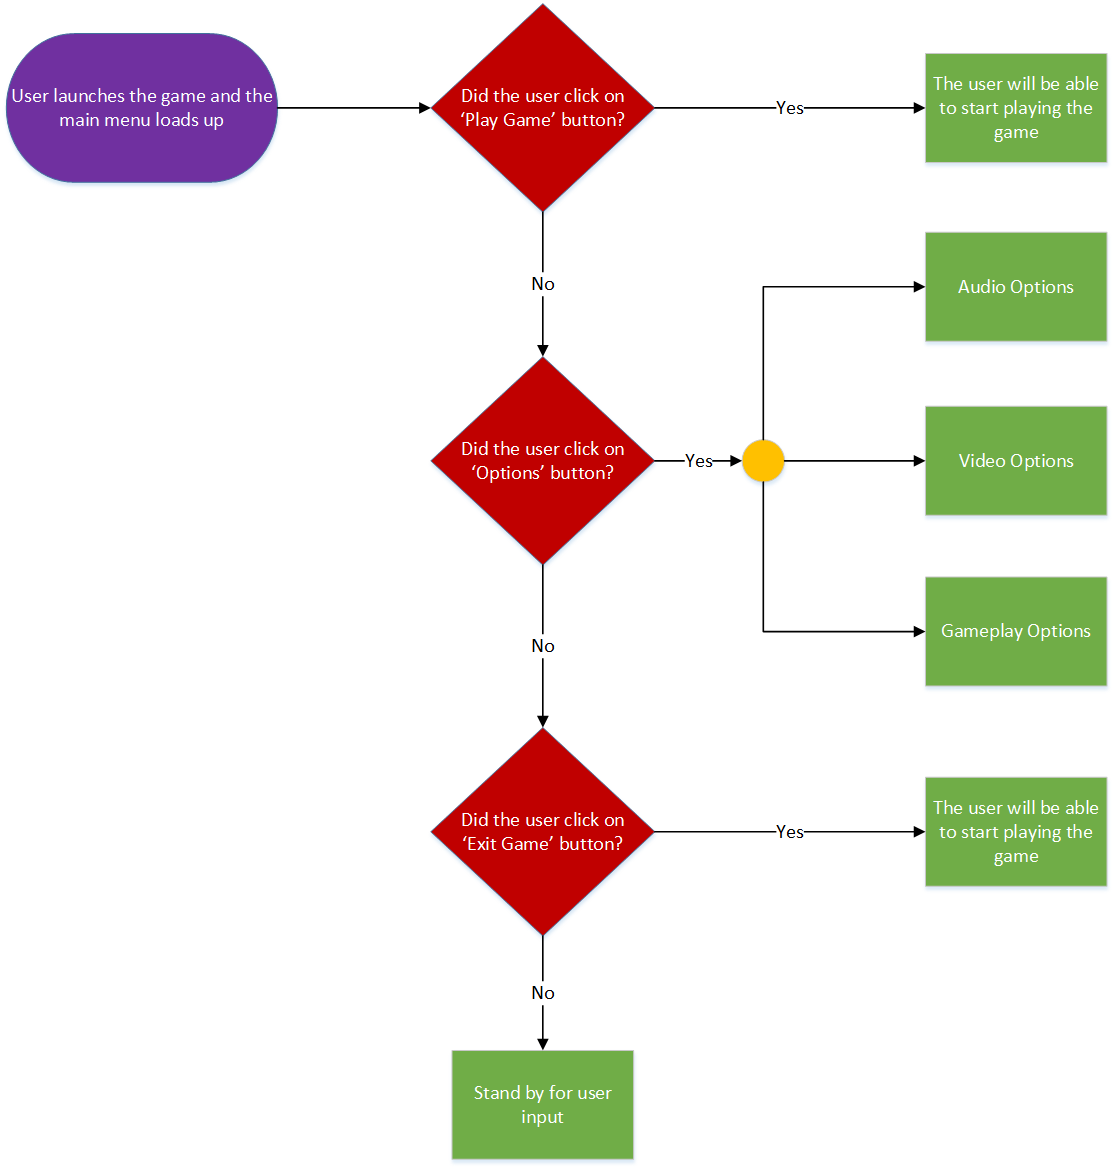 User launches the game and the
main menu loads up
Did the user click on
‘Play Game’ button?
Yes
The user will be able
to start playing the
game
No
Audio Options
Did the user click on
‘Options’ button?
Yes
Video Options
Gameplay Options
No
Did the user click on
‘Exit Game’ button?
Yes
The user will be able
to start playing the
game
No
Stand by for user
input